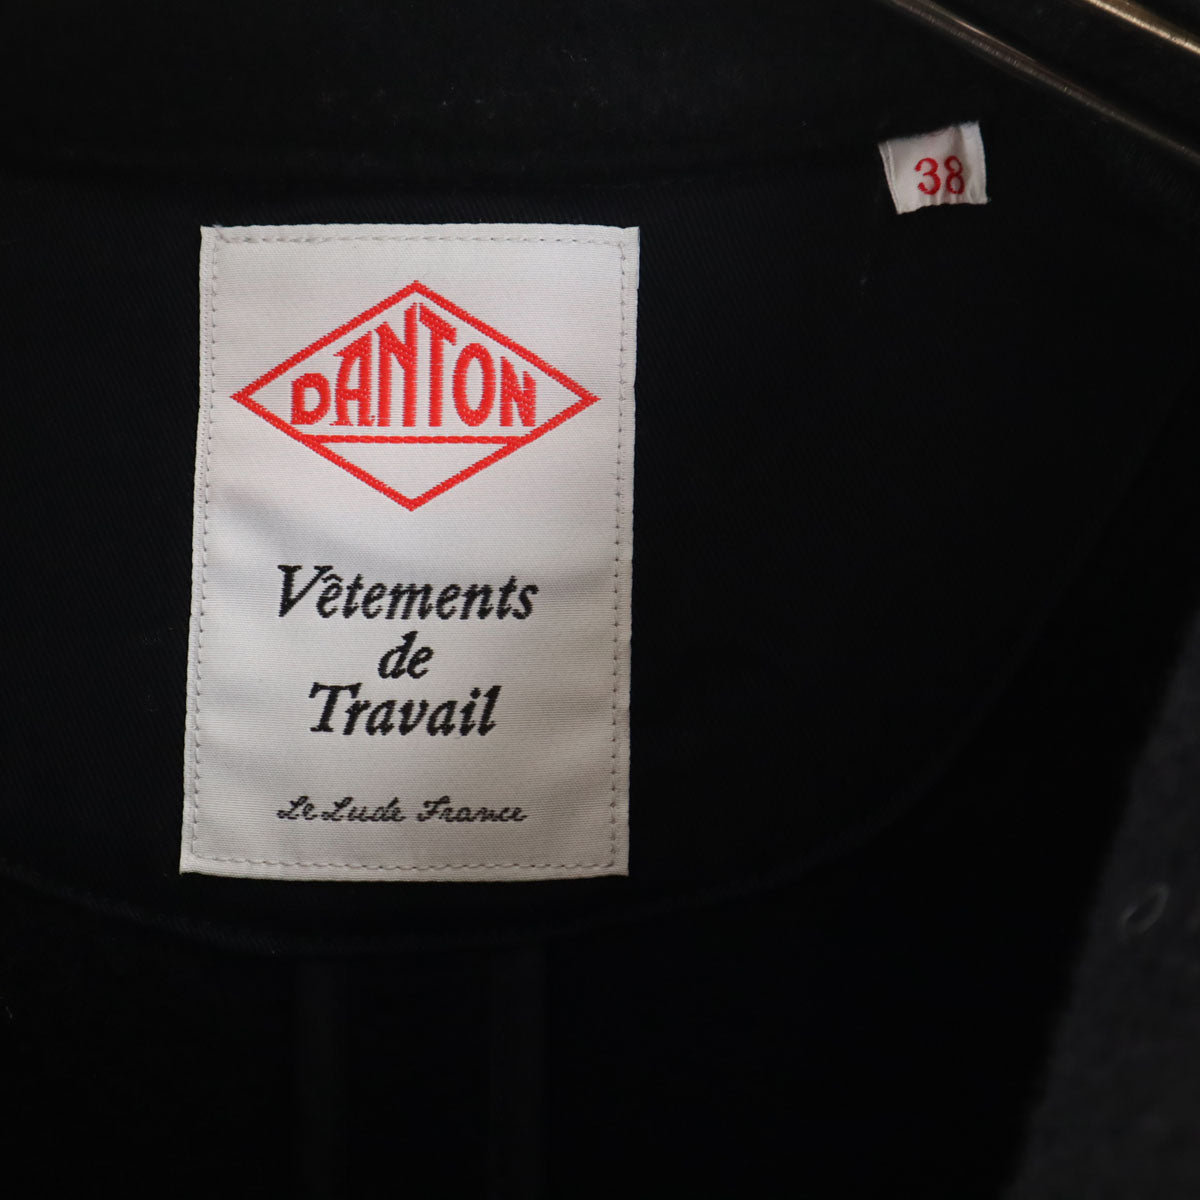 38
DANTON
Vêtements
de
Travail
Le Lude France